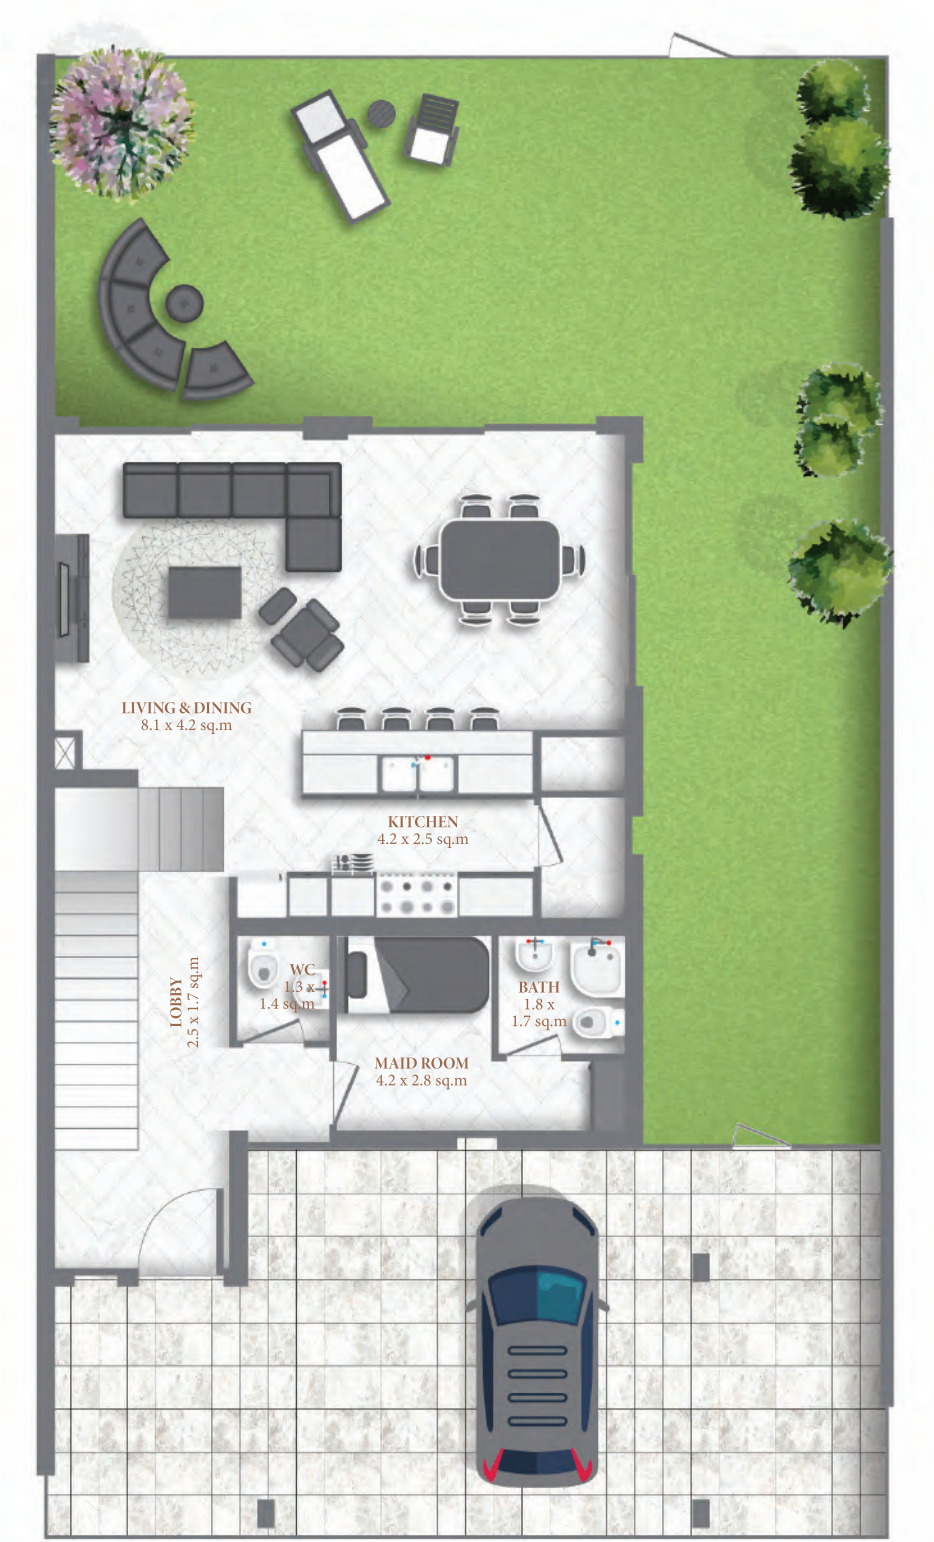 LIVING & DINING
8.1 x 4.2 sq.m
KITCHEN
4.2 x 2.5 sq.m
LOBBY
2.5 x 1.7 sq.m
WC
1.3 x
1.4 sq.m
BATH
1.8 x
1.7 sq.m
MAID ROOM
4.2 x 2.8 sq.m